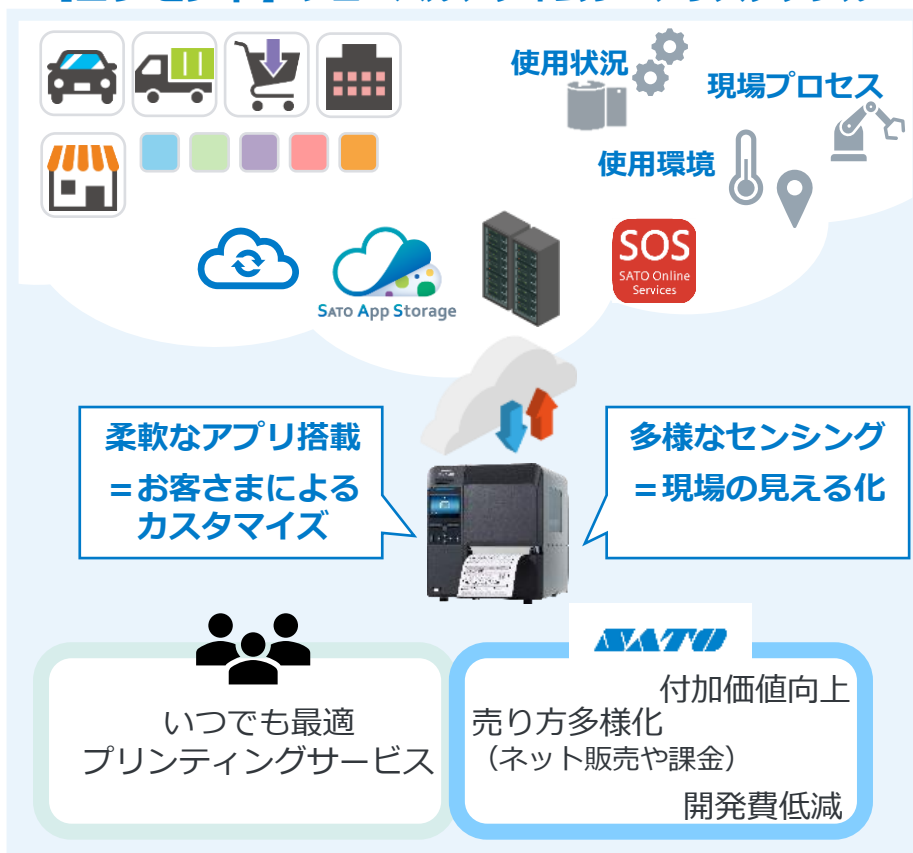 使用状況
現場プロセス
使用環境
SATO App Storage
SOS
SATO Online
Services
柔軟なアプリ搭載
＝お客さまによる
カスタマイズ
多様なセンシング
＝現場の見える化
SATO
いつでも最適
プリンティングサービス
付加価値向上
売り方多様化
（ネット販売や課金）
開発費低減